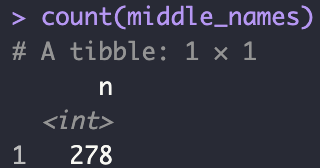 > count(middle_names)
# A tibble: 1 × 1
n
<int>
1 278